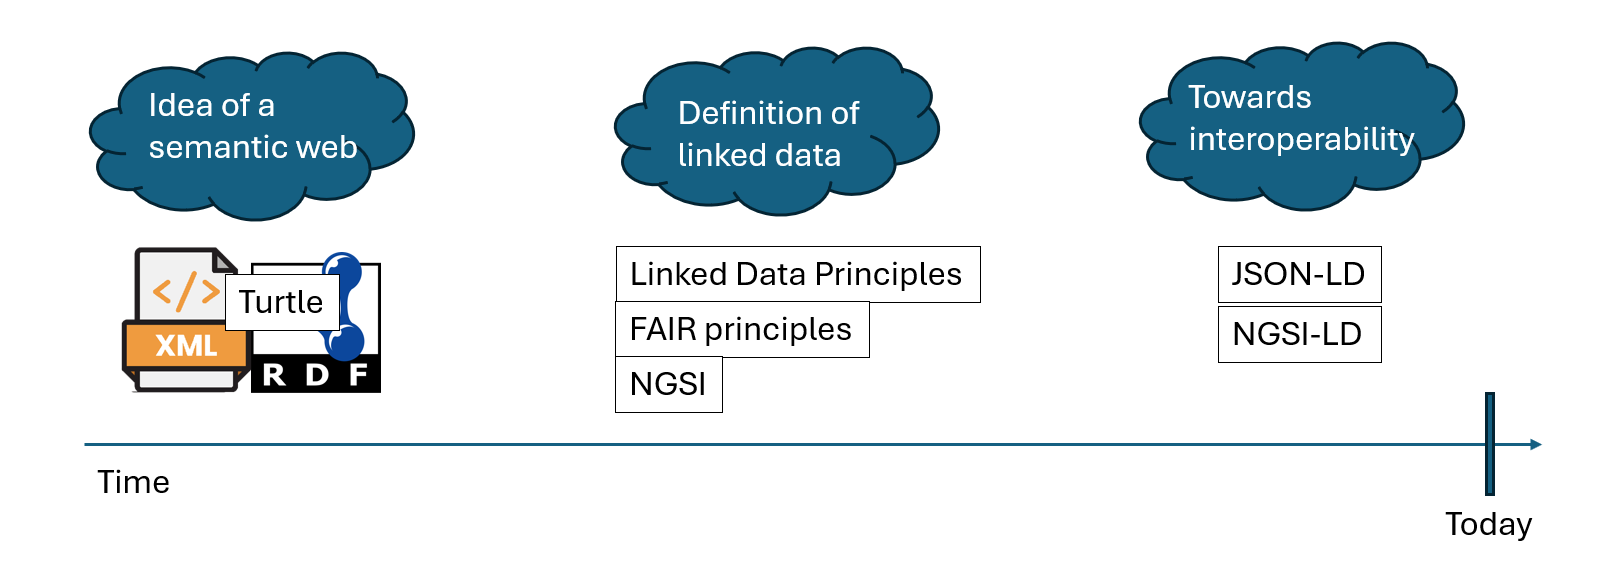 Idea of a
semantic web
Definition of
linked data
Towards
interoperability
</>
XML
Turtle
RDF
Linked Data Principles
FAIR principles
NGSI
JSON-LD
NGSI-LD
Time
Today